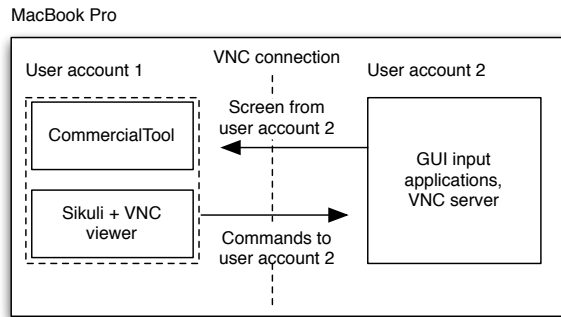 MacBook Pro
User account 1
VNC connection
User account 2
CommercialTool
Sikuli + VNC
viewer
Screen from
user account 2
Commands to
user account 2
GUI input
applications,
VNC server